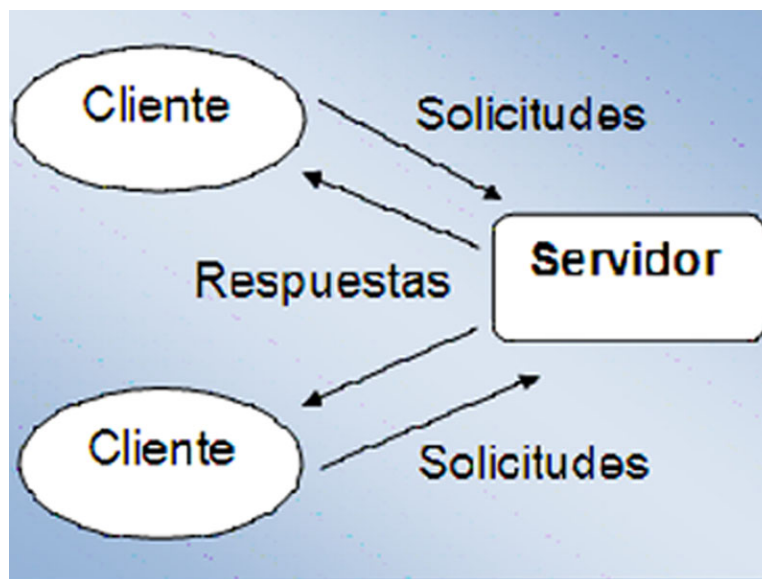 Cliente
Solicitudes
Servidor
Respuestas
Cliente
Solicitudes